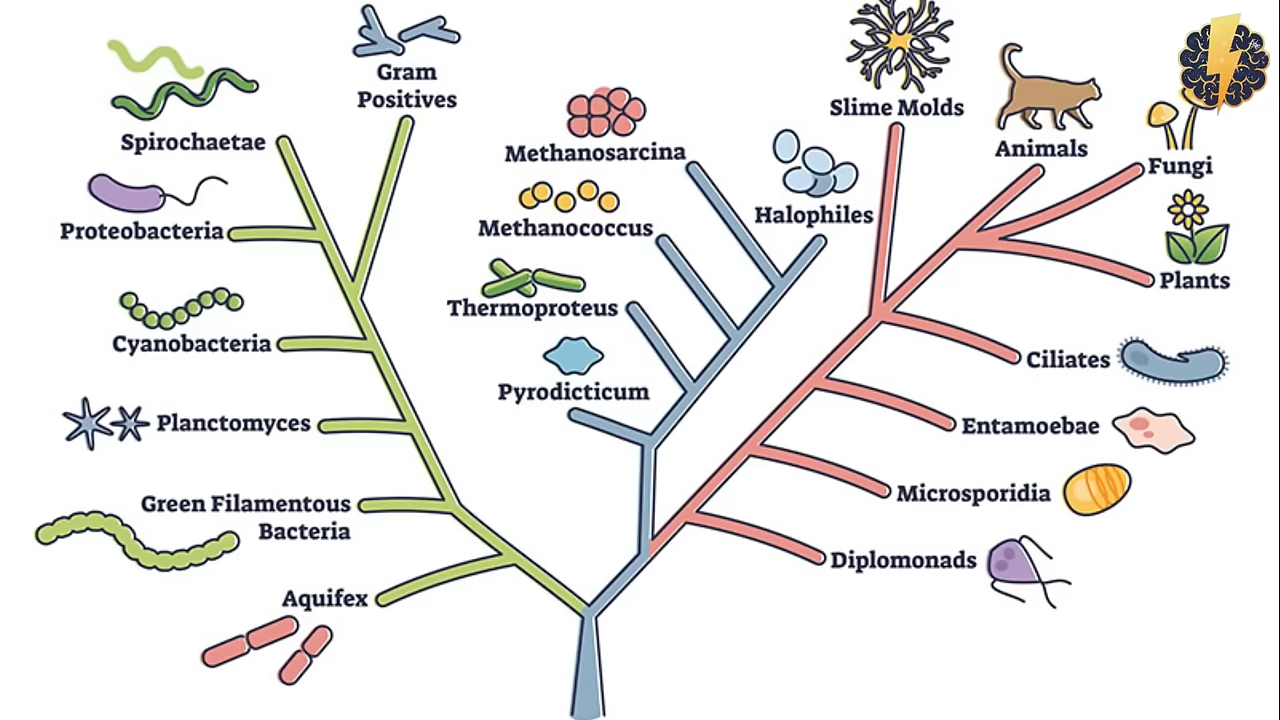 Gram
Positives
Slime Molds
Spirochaetae
Methanosarcina
Animals
Fungi
Proteobacteria
Methanococcus
Halophiles
Plants
Thermoproteus
Cyanobacteria
Ciliates
Pyrodicticum
Planctomyces
Entamoebae
Green Filamentous
Bacteria
Microsporidia
Diplomonads
Aquifex